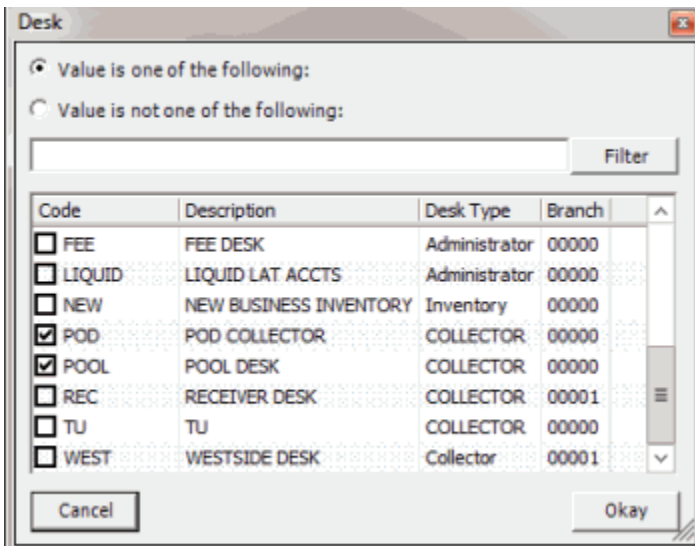 Desk
Value is one of the following:
Value is not one of the following:
Filter
Code Description Desk Type Branch
FEE FEE DESK Administrator 00000
LIQUID LIQUID LAT ACCTS Administrator 00000
NEW NEW BUSINESS INVENTORY Inventory 00000
POD POD COLLECTOR COLLECTOR 00000
POOL POOL DESK COLLECTOR 00000
REC RECEIVER DESK COLLECTOR 00001
TU TU COLLECTOR 00000
WEST WESTSIDE DESK Collector 00001
Cancel Okay